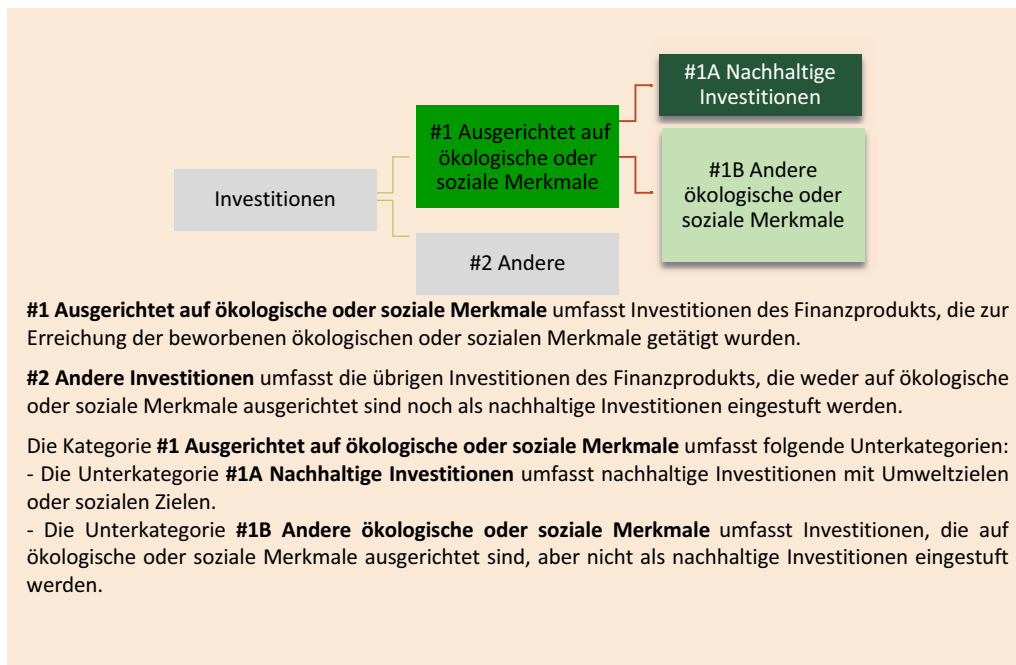 #1A Nachhaltige
Investitionen
#1 Ausgerichtet auf
ökologische oder
soziale Merkmale
#1B Andere
ökologische oder
soziale Merkmale
Investitionen
#2 Andere
#1 Ausgerichtet auf ökologische oder soziale Merkmale umfasst Investitionen des Finanzprodukts, die zur
Erreichung der beworbenen ökologischen oder sozialen Merkmale getätigt wurden.
#2 Andere Investitionen umfasst die übrigen Investitionen des Finanzprodukts, die weder auf ökologische
oder soziale Merkmale ausgerichtet sind noch als nachhaltige Investitionen eingestuft werden.
Die Kategorie #1 Ausgerichtet auf ökologische oder soziale Merkmale umfasst folgende Unterkategorien:
- Die Unterkategorie #1A Nachhaltige Investitionen umfasst nachhaltige Investitionen mit Umweltzielen
oder sozialen Zielen.
- Die Unterkategorie #1B Andere ökologische oder soziale Merkmale umfasst Investitionen, die auf
ökologische oder soziale Merkmale ausgerichtet sind, aber nicht als nachhaltige Investitionen eingestuft
werden.